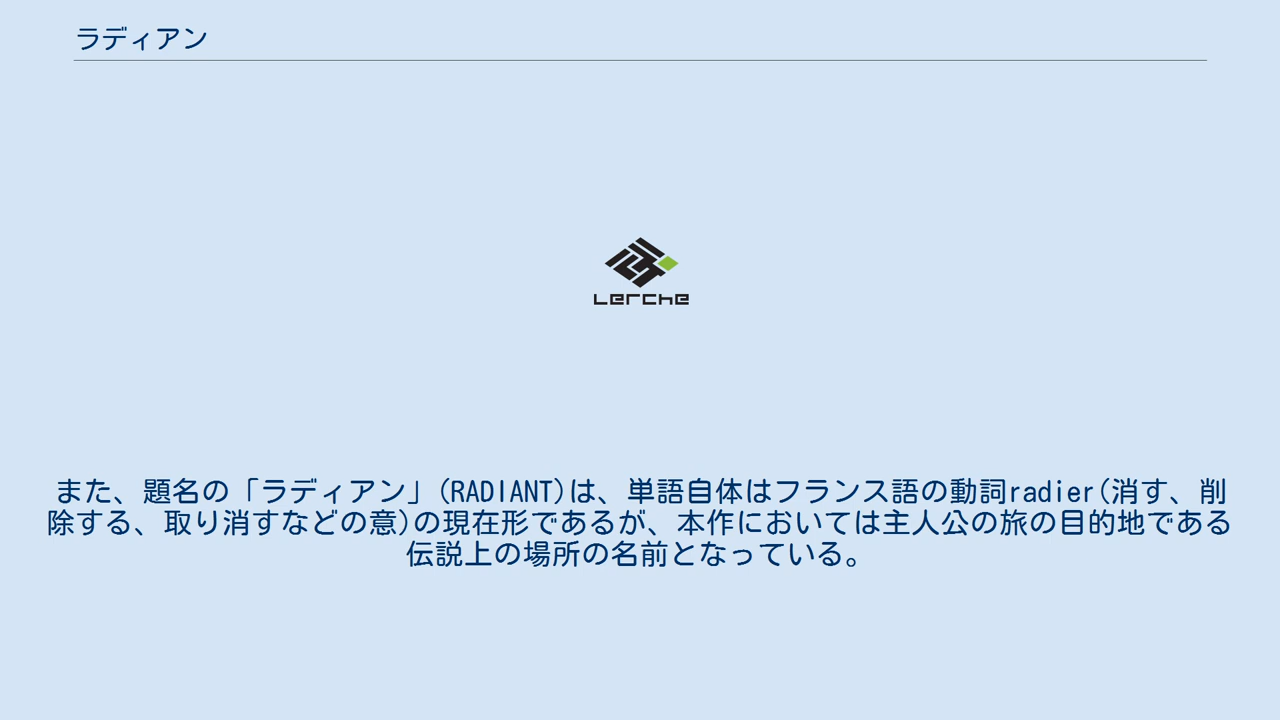 ラディアン
Lerche
また、題名の「ラディアン」(RADIANT)は、単語自体はフランス語の動詞radier(消す、削
除する、取り消すなどの意)の現在形であるが、本作においては主人公の旅の目的地である
伝説上の場所の名前となっている。